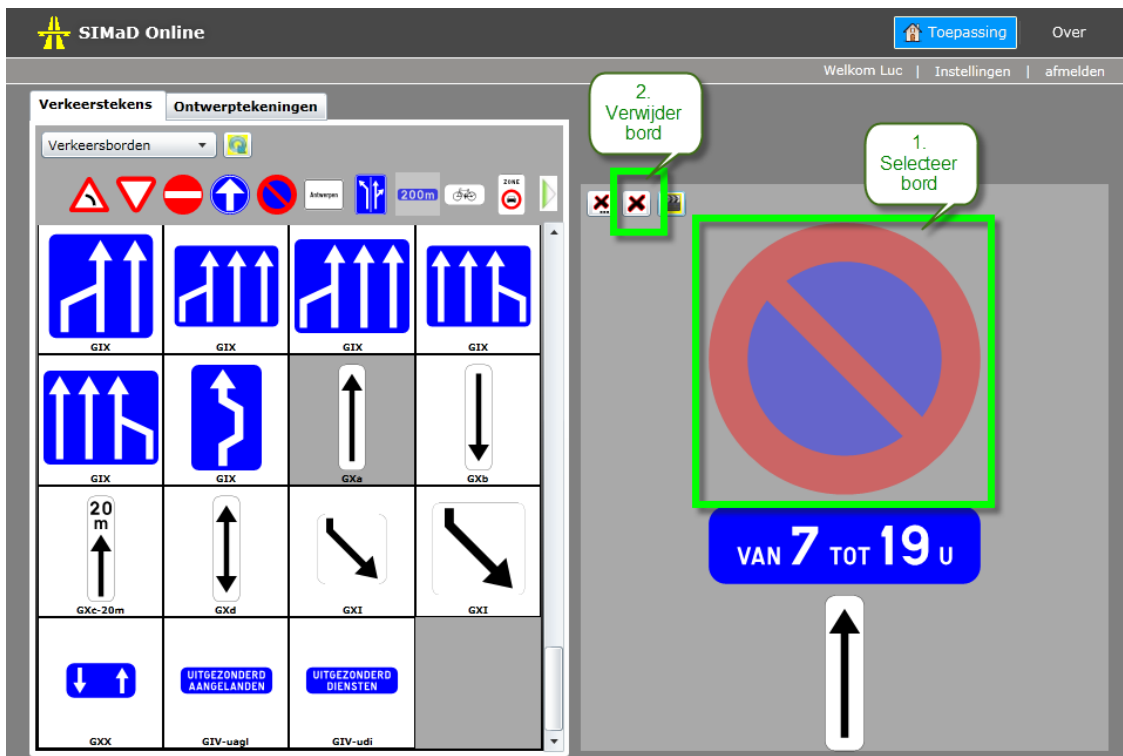 SIMaD Online
Toepassing
Over
Welkom Luc | Instellingen | afmelden
Verkeerstekens
Ontwerptekeningen
2.
Verwijder
bord
1.
Selecteer
bord
Verkeersborden
Antwerpen
200m
ZONE
GIX
GIX
GIX
GIX
GIX
GIX
GXa
GXb
20
m
GXc-20m
GXd
GXI
GXI
UITGEZONDERD
AANGELANDEN
UITGEZONDERD
DIENSTEN
GXX
GIV-uagl
GIV-udi
VAN 7 TOT 19 U